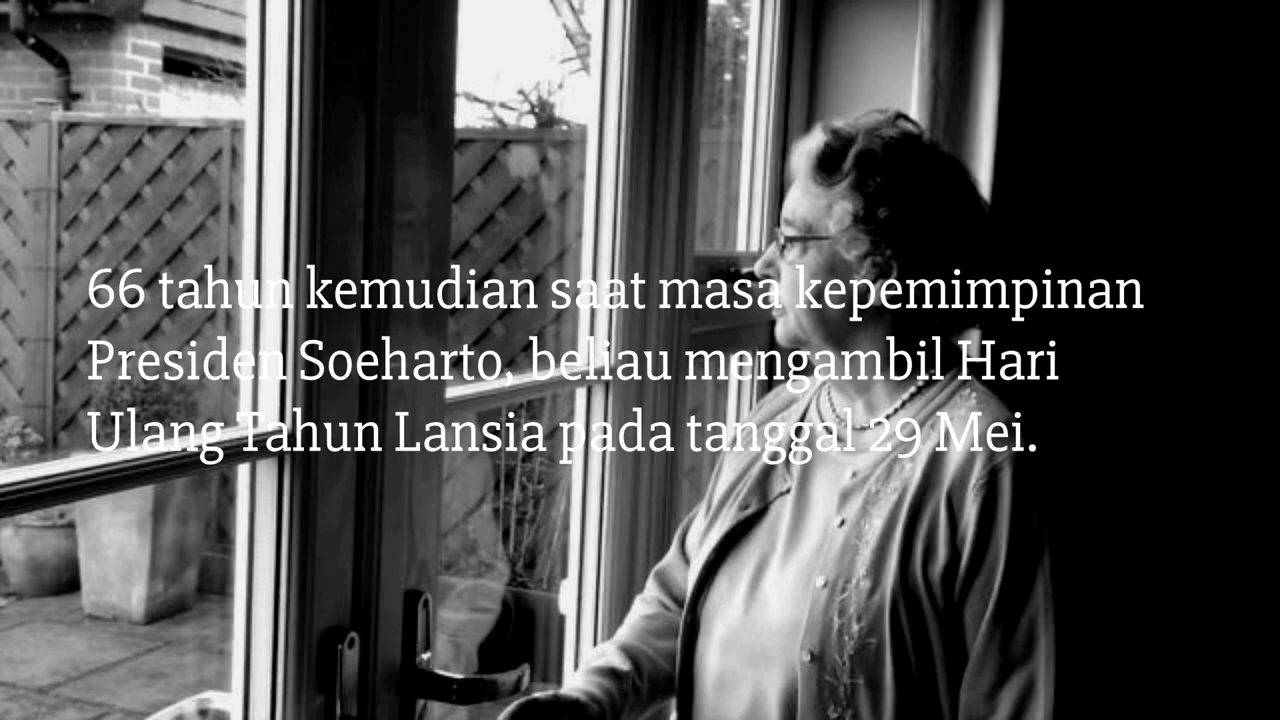 66 tahun kemudian saat masa kepemimpinan
Presiden Soeharto, beliau mengambil Hari
Ulang Tahun Lansia pada tanggal 29 Mei.